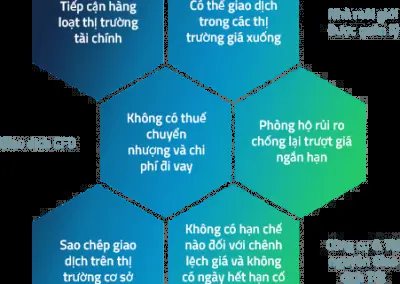 Tiếp cận hàng
loạt thị trường
tài chính
Có thể giao dịch
trong các thị
trường giá xuống
Nhà môi giới
được quản lý
Giao dịch CFD
Không có thuế
chuyển
nhượng và chi
phí đi vay
Phòng hộ rủi ro
chống lại trượt giá
ngắn hạn
Sao chép giao
dịch trên thị
trường cơ sở
Không có hạn chế
nào đối với chênh
lệch giá và không
có ngày hết hạn cố
Công cụ &